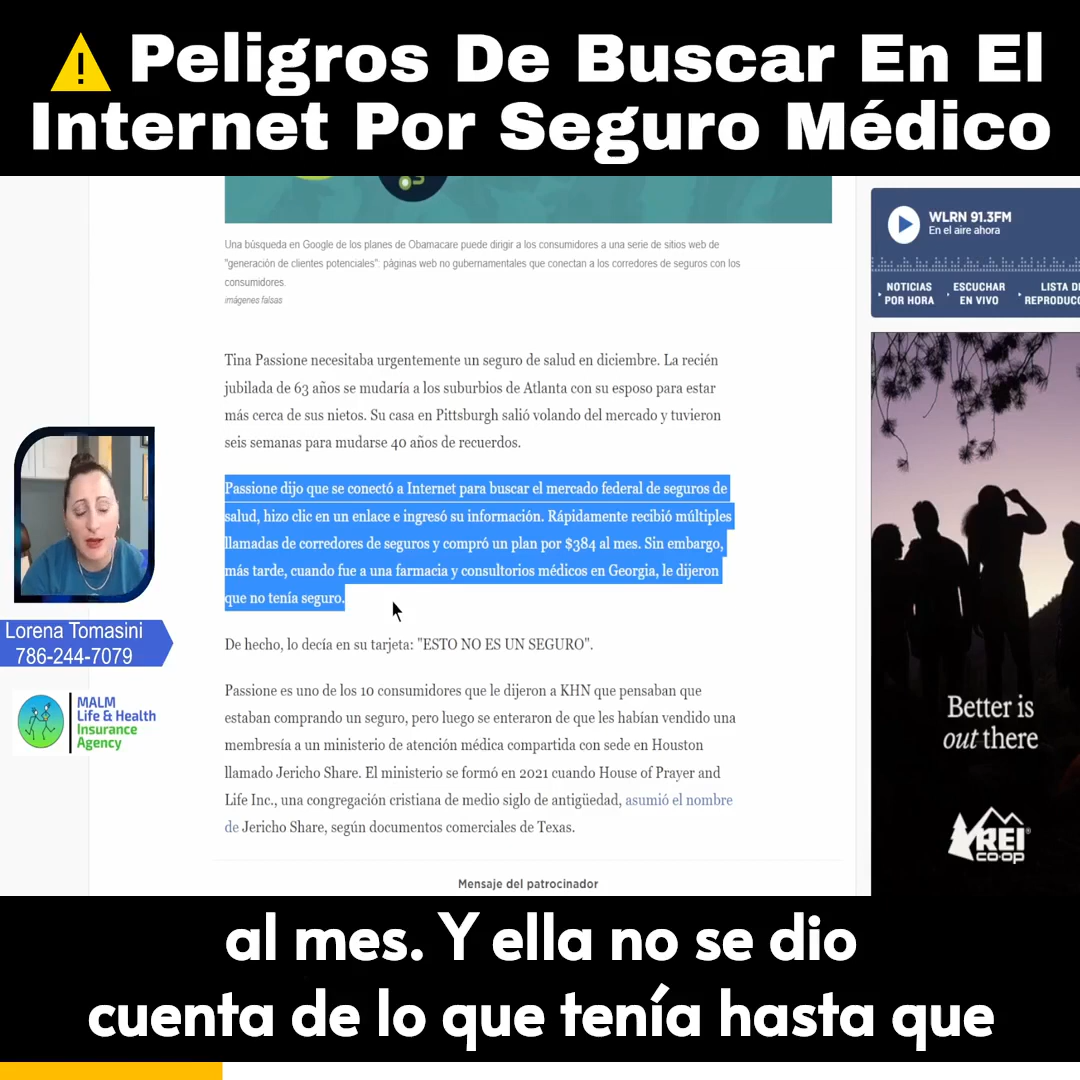 ⚠ Peligros De Buscar En El
Internet Por Seguro Médico
Una búsqueda en Google de los planes de Obamacare puede dirigir a los consumidores a una serie de sitios web de
"generación de clientes potenciales": páginas web no gubernamentales que conectan a los corredores de seguros con los
consumidores.
imágenes falsas
WLRN 91.3FM
En el aire ahora
NOTICIAS
POR HORA
ESCUCHAR
EN VIVO
LISTA
REPRODUC
Tina Passione necesitaba urgentemente un seguro de salud en diciembre. La recién
jubilada de 63 años se mudaría a los suburbios de Atlanta con su esposo para estar
más cerca de sus nietos. Su casa en Pittsburgh salió volando del mercado y tuvieron
seis semanas para mudarse 40 años de recuerdos.
Passione dijo que se conectó a Internet para buscar el mercado federal de seguros de
salud, hizo clic en un enlace e ingresó su información. Rápidamente recibió múltiples
llamadas de corredores de seguros y compró un plan por $384 al mes. Sin embargo,
más tarde, cuando fue a una farmacia y consultorios médicos en Georgia, le dijeron
que no tenía seguro.
De hecho, lo decía en su tarjeta: "ESTO NO ES UN SEGURO".
Passione es uno de los 10 consumidores que le dijeron a KHN que pensaban que
estaban comprando un seguro, pero luego se enteraron de que les habían vendido una
membresía a un ministerio de atención médica compartida con sede en Houston
llamado Jericho Share. El ministerio se formó en 2021 cuando House of Prayer and
Life Inc., una congregación cristiana de medio siglo de antigüedad, asumió el nombre
de Jericho Share, según documentos comerciales de Texas.
Mensaje del patrocinador
Lorena Tomasini
786-244-7079
MALM
Life & Health
Insurance
Agency
Better is
out there
REI
CO·OP
al mes. Y ella no se dio
cuenta de lo que tenía hasta que